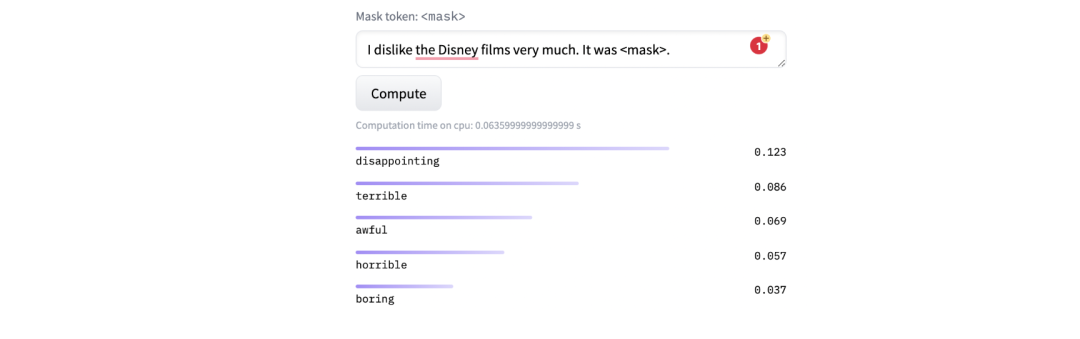 Mask token: <mask>
I dislike the Disney films very much. It was <mask>.
1
+
Compute
Computation time on cpu: 0.06359999999999999 s
disappointing 0.123
terrible 0.086
awful 0.069
horrible 0.057
boring 0.037